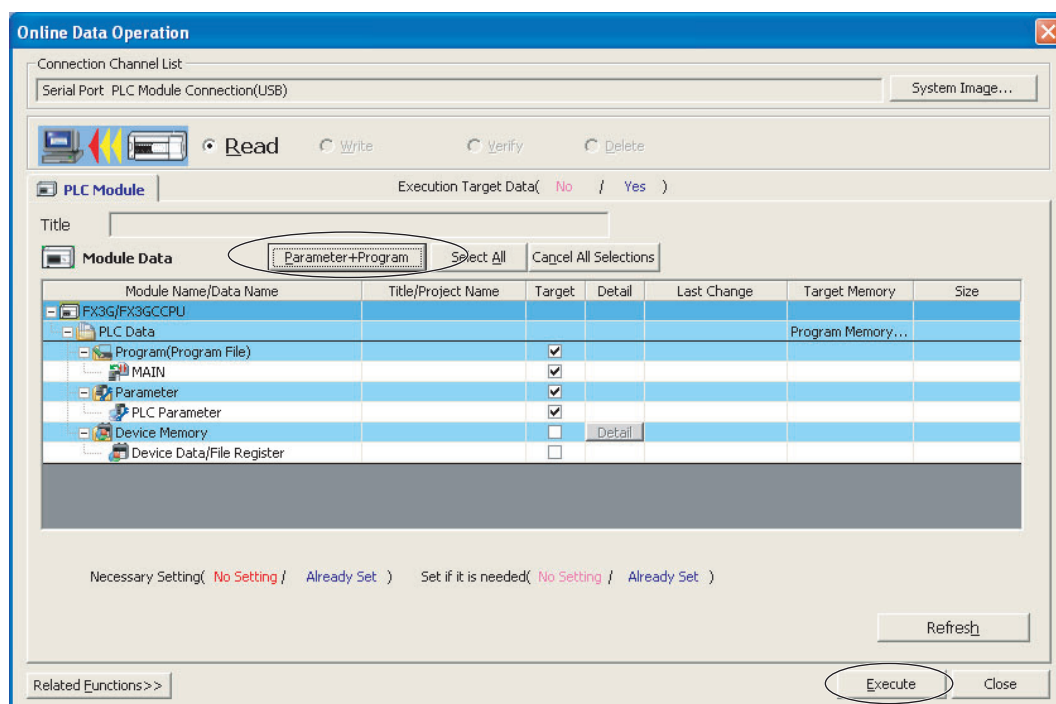 Online Data Operation
Connection Channel List
Serial Port PLC Module Connection(USB)
System Image...
Read
Write
Verify
Delete
PLC Module
Execution Target Data( No / Yes )
Title
Module Data
Parameter+Program
Select All
Cancel All Selections
Module Name/Data Name Title/Project Name Target Detail Last Change Target Memory Size
FX3G/FX3GCCPU
PLC Data Program Memory...
Program(Program File)
MAIN
Parameter
PLC Parameter
Device Memory Detail
Device Data/File Register
Necessary Setting( No Setting / Already Set ) Set if it is needed( No Setting / Already Set )
Refresh
Related Functions>>
Execute
Close